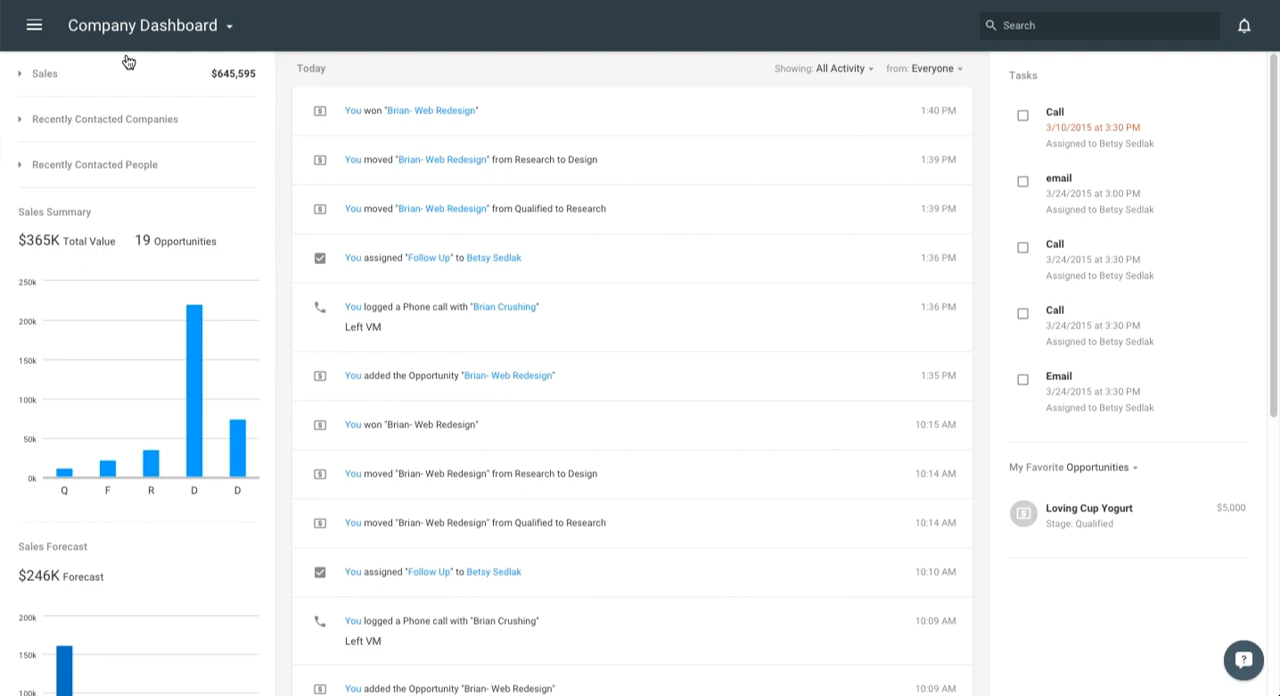 Company Dashboard
Search
Sales $645,595
Recently Contacted Companies
Recently Contacted People
Sales Summary
$365K Total Value 19 Opportunities
250k
200k
150k
100k
50k
0k
Q F R D D
Sales Forecast
$246K Forecast
200k
150k
100k
Today Showing: All Activity from: Everyone
You won "Brian- Web Redesign" 1:40 PM
You moved "Brian- Web Redesign" from Research to Design 1:39 PM
You moved "Brian- Web Redesign" from Qualified to Research 1:39 PM
You assigned "Follow Up" to Betsy Sedlak 1:36 PM
You logged a Phone call with "Brian Crushing" 1:36 PM
Left VM
You added the Opportunity "Brian- Web Redesign" 1:35 PM
You won "Brian- Web Redesign" 10:15 AM
You moved "Brian- Web Redesign" from Research to Design 10:14 AM
You moved "Brian- Web Redesign" from Qualified to Research 10:14 AM
You assigned "Follow Up" to Betsy Sedlak 10:10 AM
You logged a Phone call with "Brian Crushing" 10:09 AM
Left VM
You added the Opportunity "Brian- Web Redesign" 10:09 AM
Tasks
Call
3/10/2015 at 3:30 PM
Assigned to Betsy Sedlak
email
3/24/2015 at 3:00 PM
Assigned to Betsy Sedlak
Call
3/24/2015 at 3:30 PM
Assigned to Betsy Sedlak
Call
3/24/2015 at 3:30 PM
Assigned to Betsy Sedlak
Email
3/24/2015 at 3:30 PM
Assigned to Betsy Sedlak
My Favorite Opportunities
Loving Cup Yogurt $5,000
Stage: Qualified